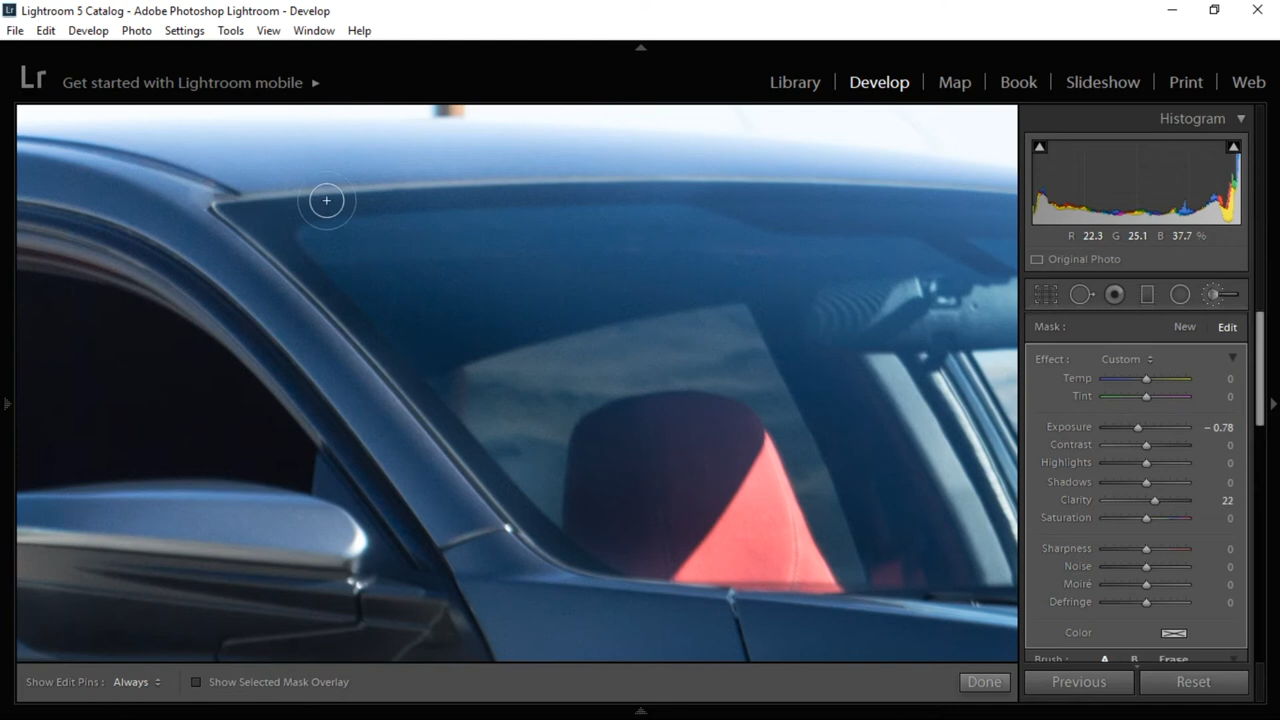 Lr Lightroom 5 Catalog - Adobe Photoshop Lightroom - Develop
File Edit Develop Photo Settings Tools View Window Help
Lr Get started with Lightroom mobile ▶ Library | Develop | Map | Book | Slideshow | Print | Web
Histogram
R 22.3 G 25.1 B 37.7 %
Original Photo
Mask : New Edit
Effect : Custom
Temp 0
Tint 0
Exposure – 0.78
Contrast 0
Highlights 0
Shadows 0
Clarity 22
Saturation 0
Sharpness 0
Noise 0
Moiré 0
Defringe 0
Color
Brush : A B Erase
Show Edit Pins : Always Show Selected Mask Overlay Done Previous Reset